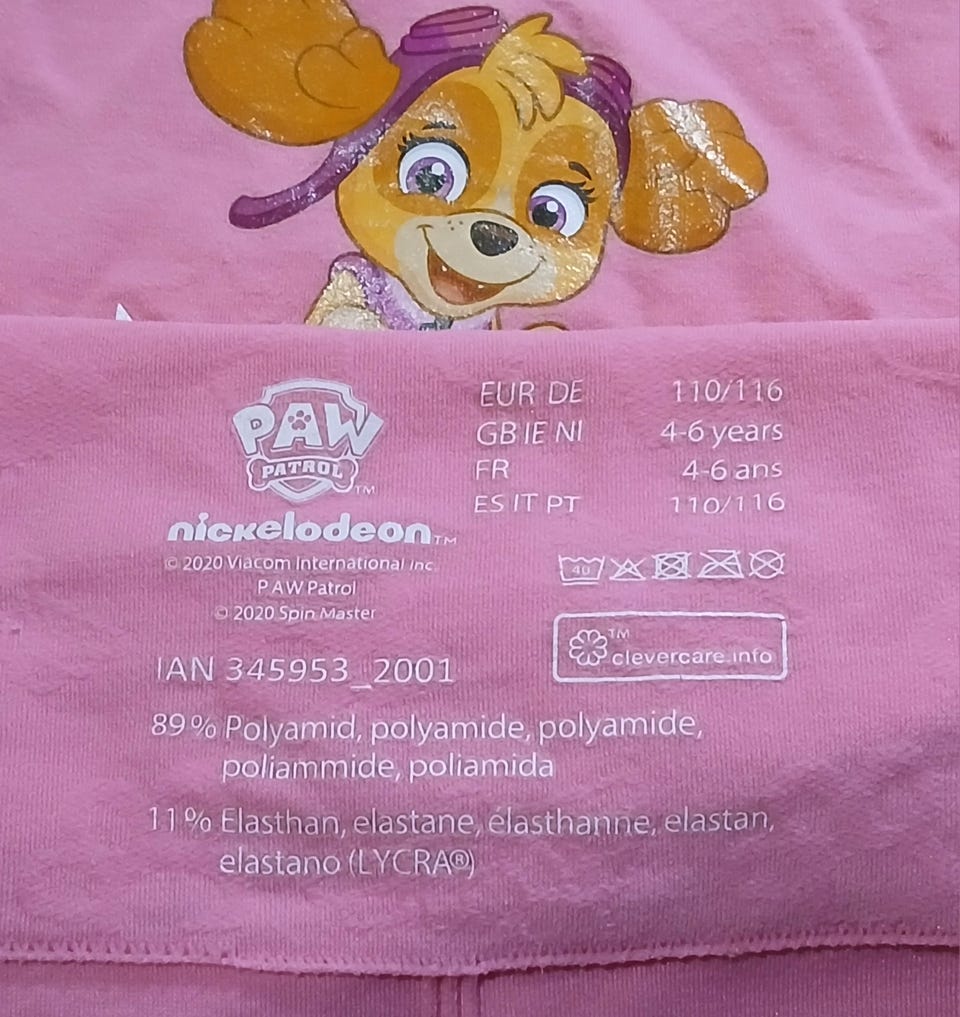 PAW
PATROL™
nickelodeon™
© 2020 Viacom International Inc.
PAW Patrol
© 2020 Spin Master
IAN 345953_2001
EUR DE 110/116
GB IE NI 4-6 years
FR 4-6 ans
ES IT PT 110/116
40
™
clevercare.info
89% Polyamid, polyamide, polyamide,
poliammide, poliamida
11% Elasthan, elastane, élasthanne, elastan,
elastano (LYCRA®)